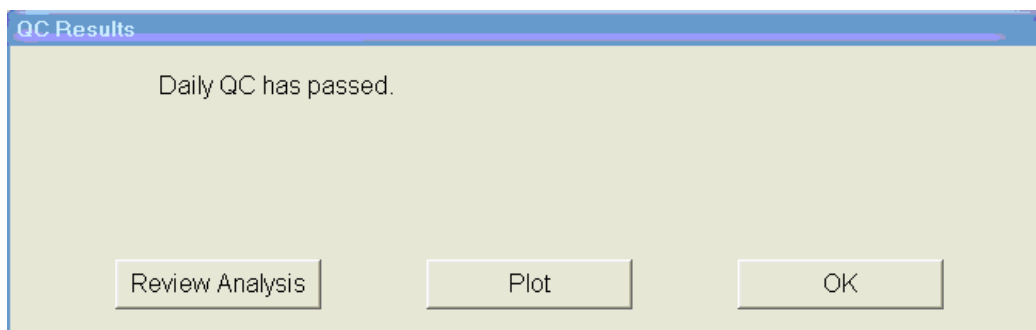 QC Results
Daily QC has passed.
Review Analysis
Plot
OK